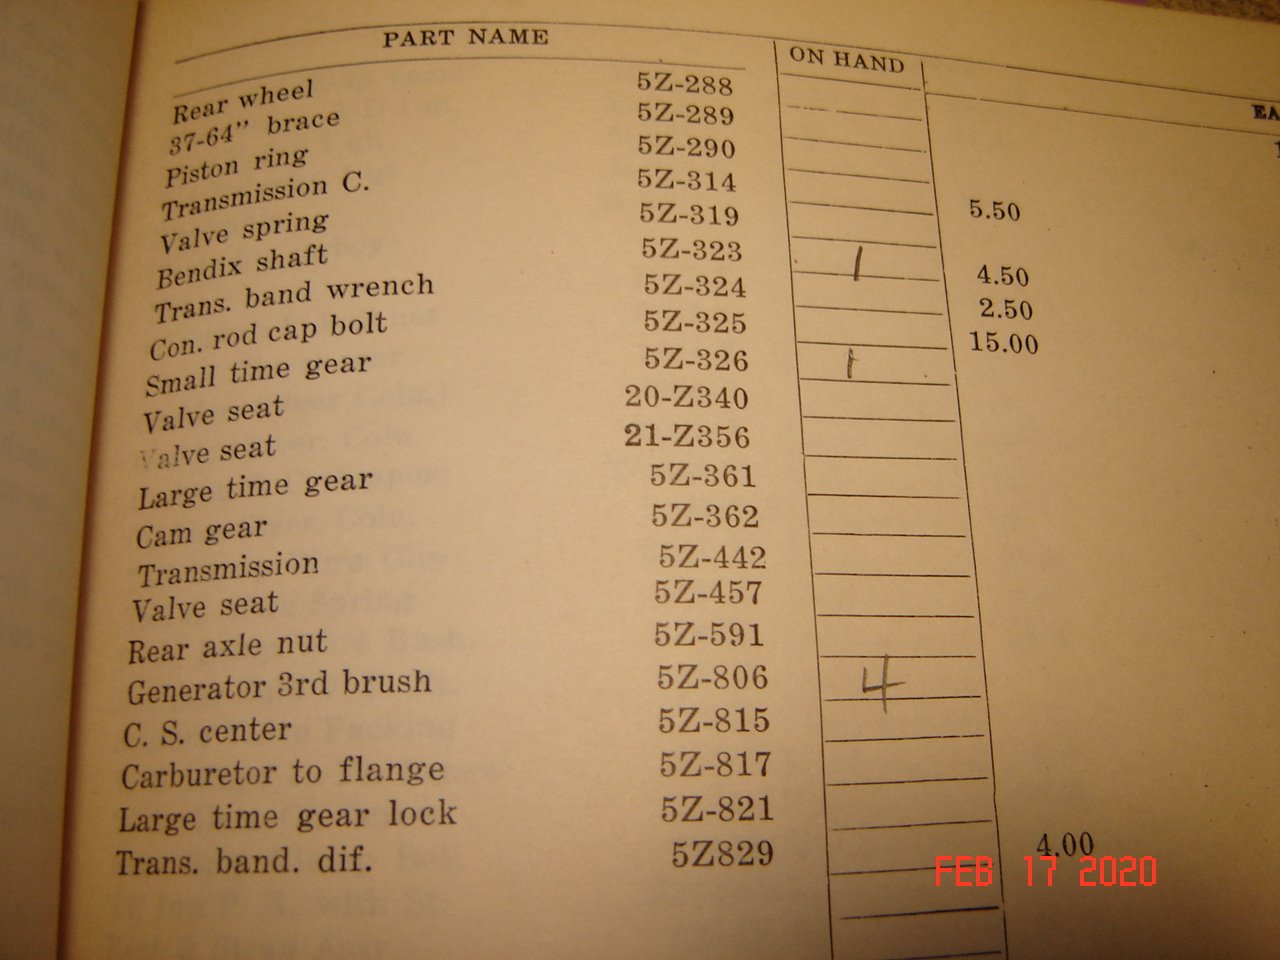 PART NAME ON HAND EA
Rear wheel 5Z-288
37-64" brace 5Z-289
Piston ring 5Z-290
Transmission C. 5Z-314 5.50
Valve spring 5Z-319
Bendix shaft 5Z-323 1 4.50
Trans. band wrench 5Z-324 2.50
Con. rod cap bolt 5Z-325 15.00
Small time gear 5Z-326 1
Valve seat 20-Z340
Valve seat 21-Z356
Large time gear 5Z-361
Cam gear 5Z-362
Transmission 5Z-442
Valve seat 5Z-457
Rear axle nut 5Z-591
Generator 3rd brush 5Z-806 4
C. S. center 5Z-815
Carburetor to flange 5Z-817
Large time gear lock 5Z-821
Trans. band. dif. 5Z829 4.00
FEB 17 2020